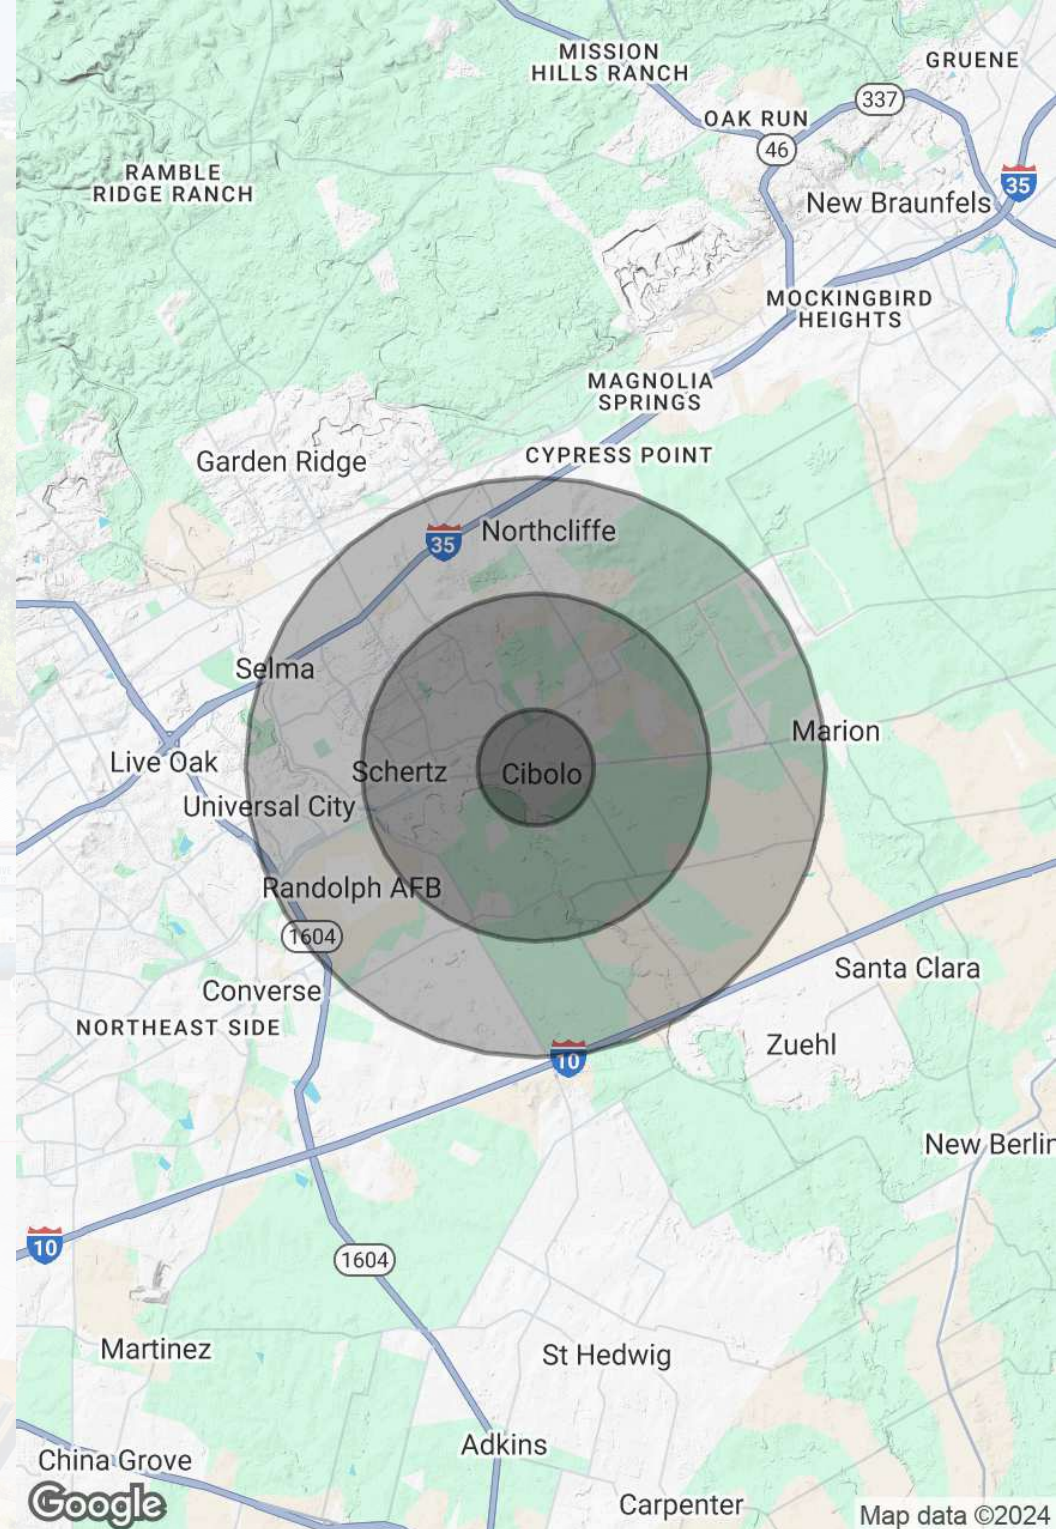 MISSION
HILLS RANCH
GRUENE
337
OAK RUN
46
RAMBLE
RIDGE RANCH
35
New Braunfels
MOCKINGBIRD
HEIGHTS
MAGNOLIA
SPRINGS
CYPRESS POINT
Garden Ridge
Northcliffe
35
Selma
Marion
Live Oak
Schertz
Cibolo
Universal City
Randolph AFB
1604
Santa Clara
Converse
NORTHEAST SIDE
Zuehl
10
New Berlin
10
1604
Martinez
St Hedwig
Adkins
China Grove
Google
Carpenter
Map data ©2024